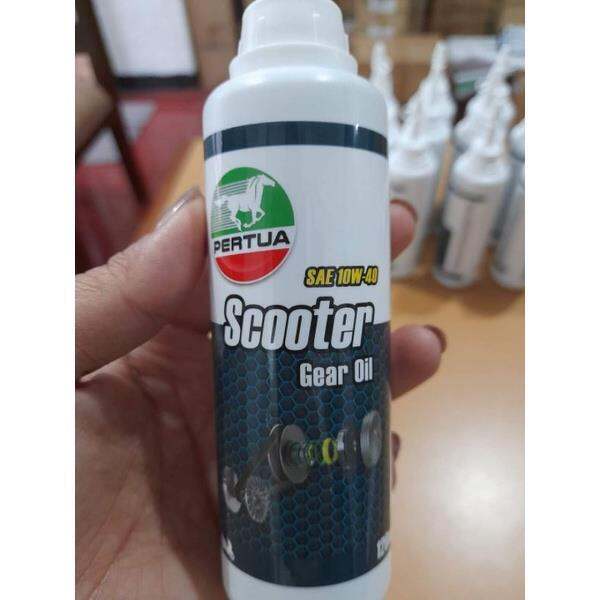 PERTUA
SAE 10W-40
Scooter
Gear Oil